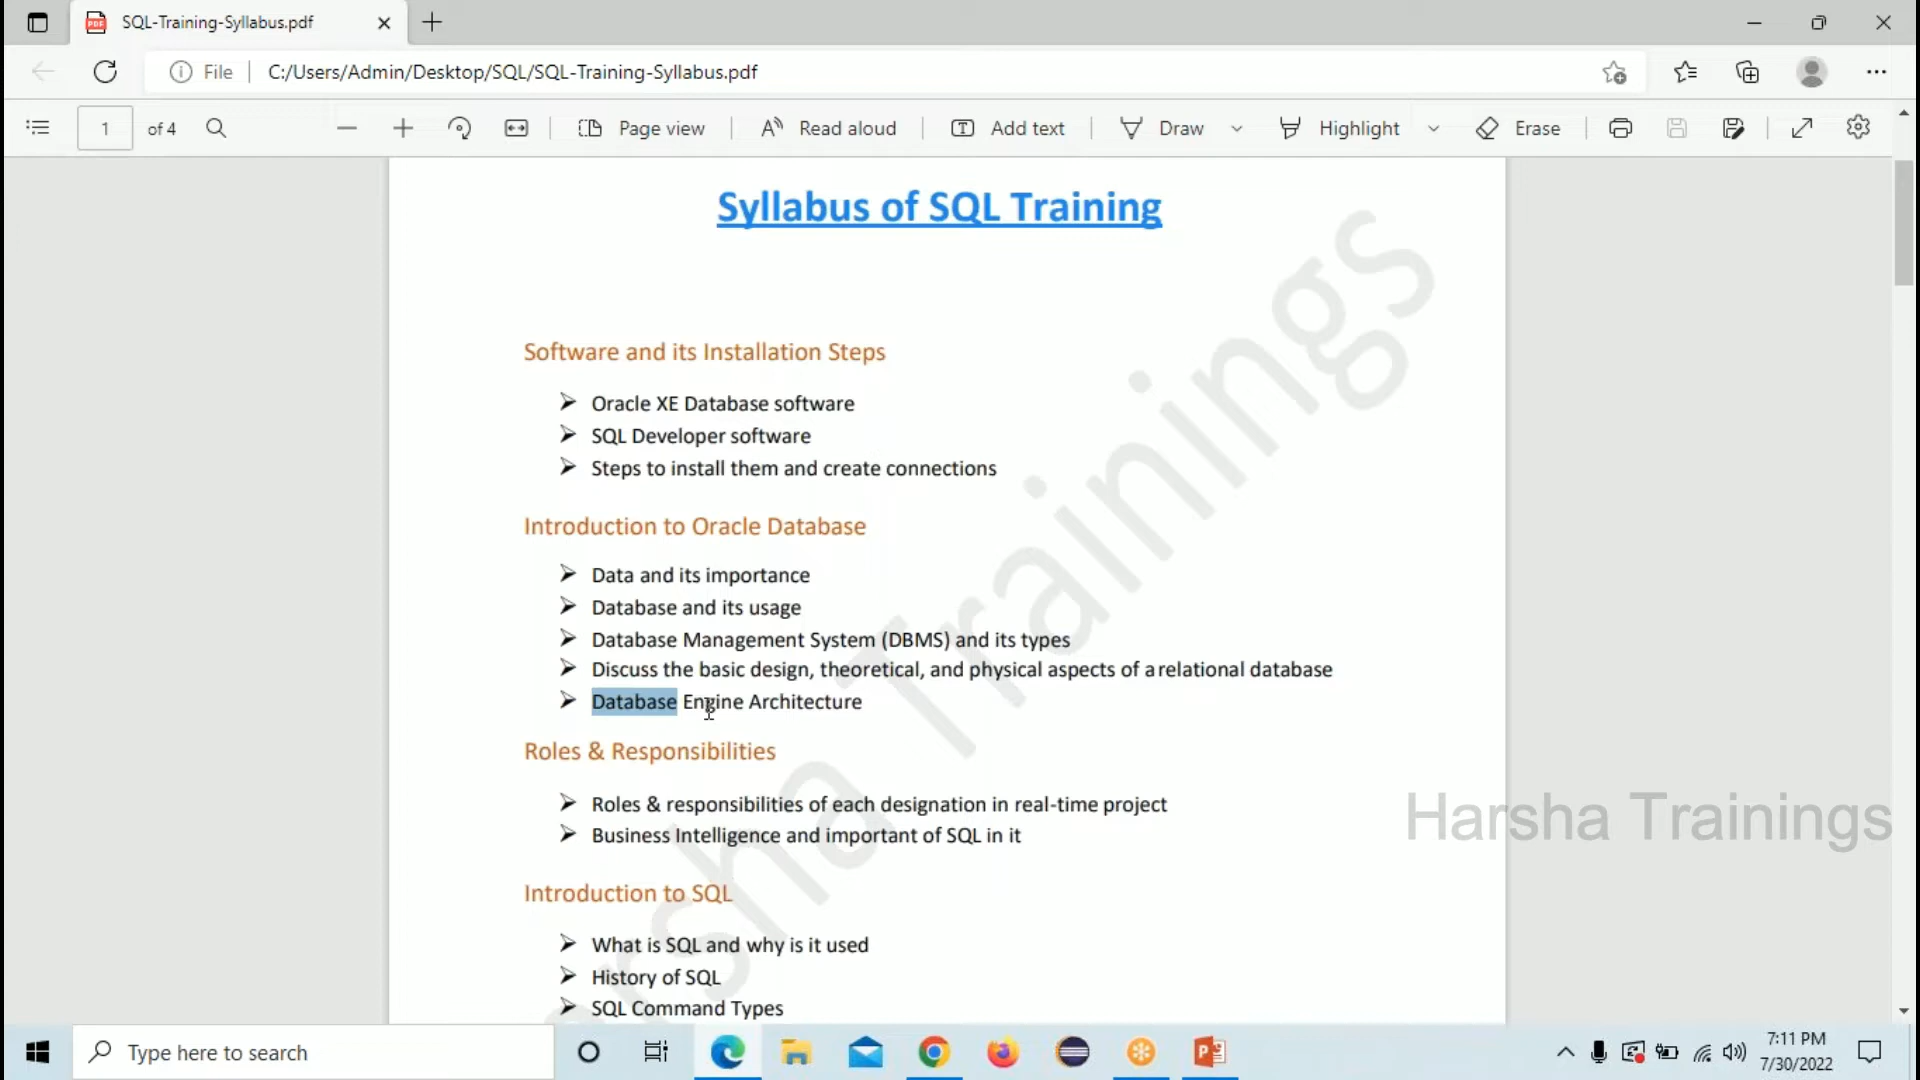 SQL-Training-Syllabus.pdf
File C:/Users/Admin/Desktop/SQL/SQL-Training-Syllabus.pdf
1 of 4 Page view Read aloud Add text Draw Highlight Erase
Syllabus of SQL Training
Software and its Installation Steps
Oracle XE Database software
SQL Developer software
Steps to install them and create connections
Introduction to Oracle Database
Data and its importance
Database and its usage
Database Management System (DBMS) and its types
Discuss the basic design, theoretical, and physical aspects of a relational database
Database Engine Architecture
Roles & Responsibilities
Roles & responsibilities of each designation in real-time project
Business Intelligence and important of SQL in it
Harsha Trainings
Introduction to SQL
What is SQL and why is it used
History of SQL
SQL Command Types
arsha Trainings
Type here to search
7:11 PM
7/30/2022